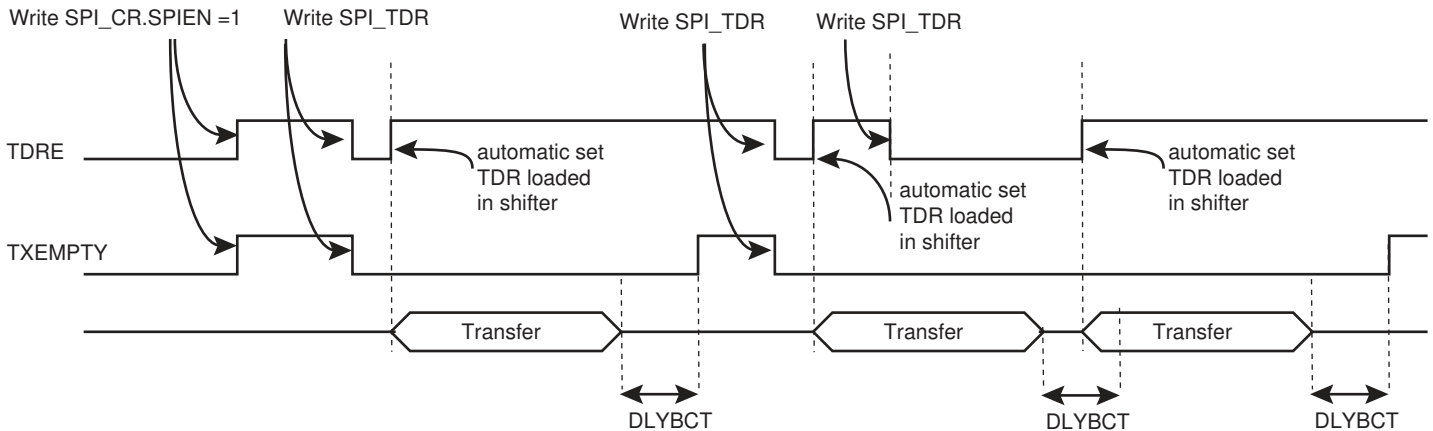 Write SPI_CR.SPIEN =1
Write SPI_TDR
Write SPI_TDR
Write SPI_TDR
TDRE
automatic set
TDR loaded
in shifter
automatic set
TDR loaded
in shifter
automatic set
TDR loaded
in shifter
TXEMPTY
Transfer
Transfer
Transfer
DLYBCT
DLYBCT
DLYBCT